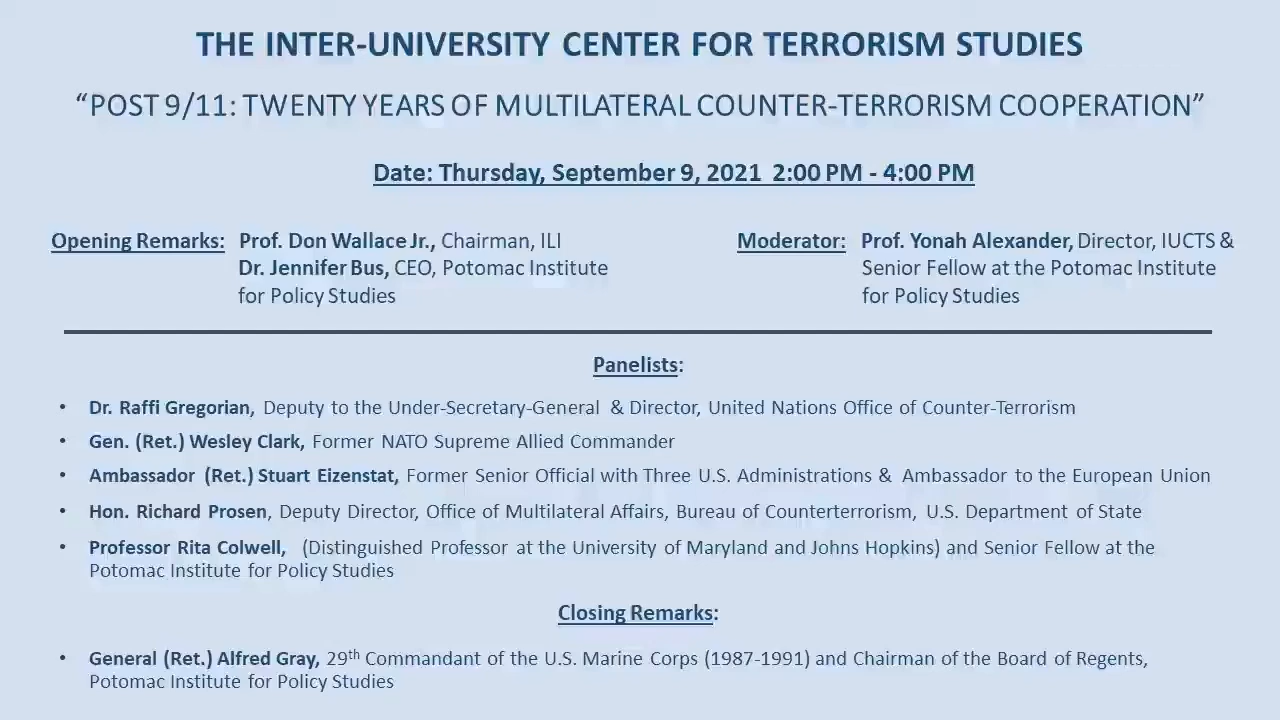 THE INTER-UNIVERSITY CENTER FOR TERRORISM STUDIES
“POST 9/11: TWENTY YEARS OF MULTILATERAL COUNTER-TERRORISM COOPERATION”
Date: Thursday, September 9, 2021 2:00 PM - 4:00 PM
Opening Remarks: Prof. Don Wallace Jr., Chairman, ILI
Dr. Jennifer Bus, CEO, Potomac Institute
for Policy Studies
Moderator: Prof. Yonah Alexander, Director, IUCTS &
Senior Fellow at the Potomac Institute
for Policy Studies
Panelists:
• Dr. Raffi Gregorian, Deputy to the Under-Secretary-General & Director, United Nations Office of Counter-Terrorism
• Gen. (Ret.) Wesley Clark, Former NATO Supreme Allied Commander
• Ambassador (Ret.) Stuart Eizenstat, Former Senior Official with Three U.S. Administrations & Ambassador to the European Union
• Hon. Richard Prosen, Deputy Director, Office of Multilateral Affairs, Bureau of Counterterrorism, U.S. Department of State
• Professor Rita Colwell, (Distinguished Professor at the University of Maryland and Johns Hopkins) and Senior Fellow at the
Potomac Institute for Policy Studies
Closing Remarks:
• General (Ret.) Alfred Gray, 29th Commandant of the U.S. Marine Corps (1987-1991) and Chairman of the Board of Regents,
Potomac Institute for Policy Studies